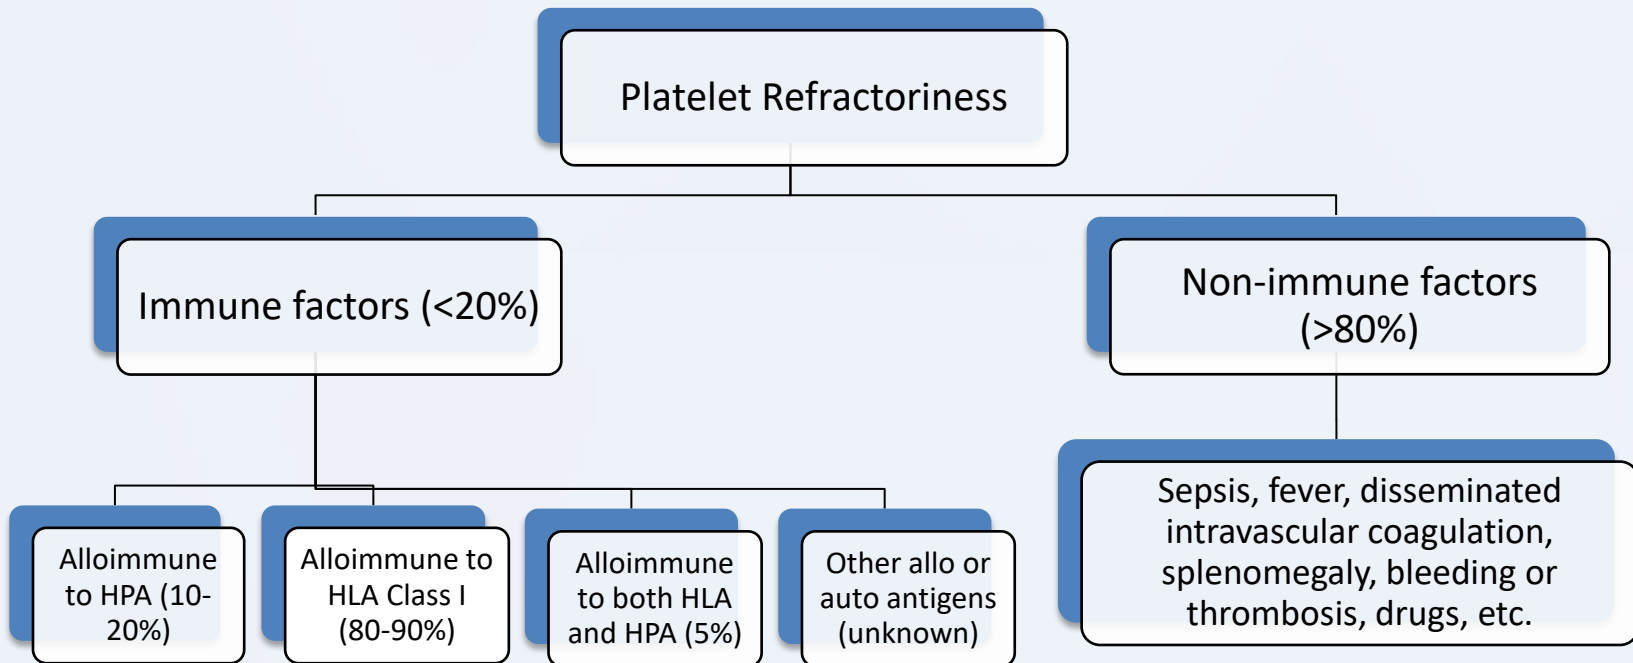 Platelet Refractoriness
Immune factors (<20%)
Non-immune factors
(>80%)
Alloimmune
to HPA (10-
20%)
Alloimmune to
HLA Class I
(80-90%)
Alloimmune
to both HLA
and HPA (5%)
Other allo or
auto antigens
(unknown)
Sepsis, fever, disseminated
intravascular coagulation,
splenomegaly, bleeding or
thrombosis, drugs, etc.